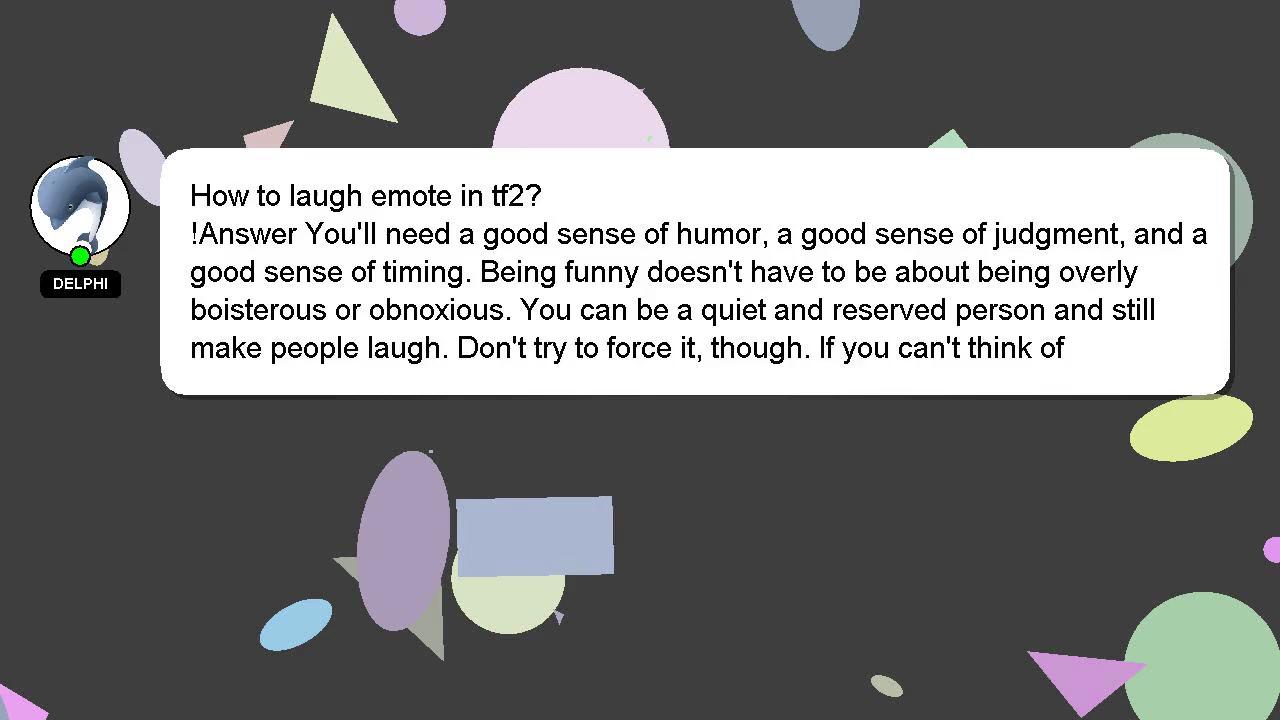 How to laugh emote in tf2?
!Answer You'll need a good sense of humor, a good sense of judgment, and a
good sense of timing. Being funny doesn't have to be about being overly
boisterous or obnoxious. You can be a quiet and reserved person and still
make people laugh. Don't try to force it, though. If you can't think of
DELPHI